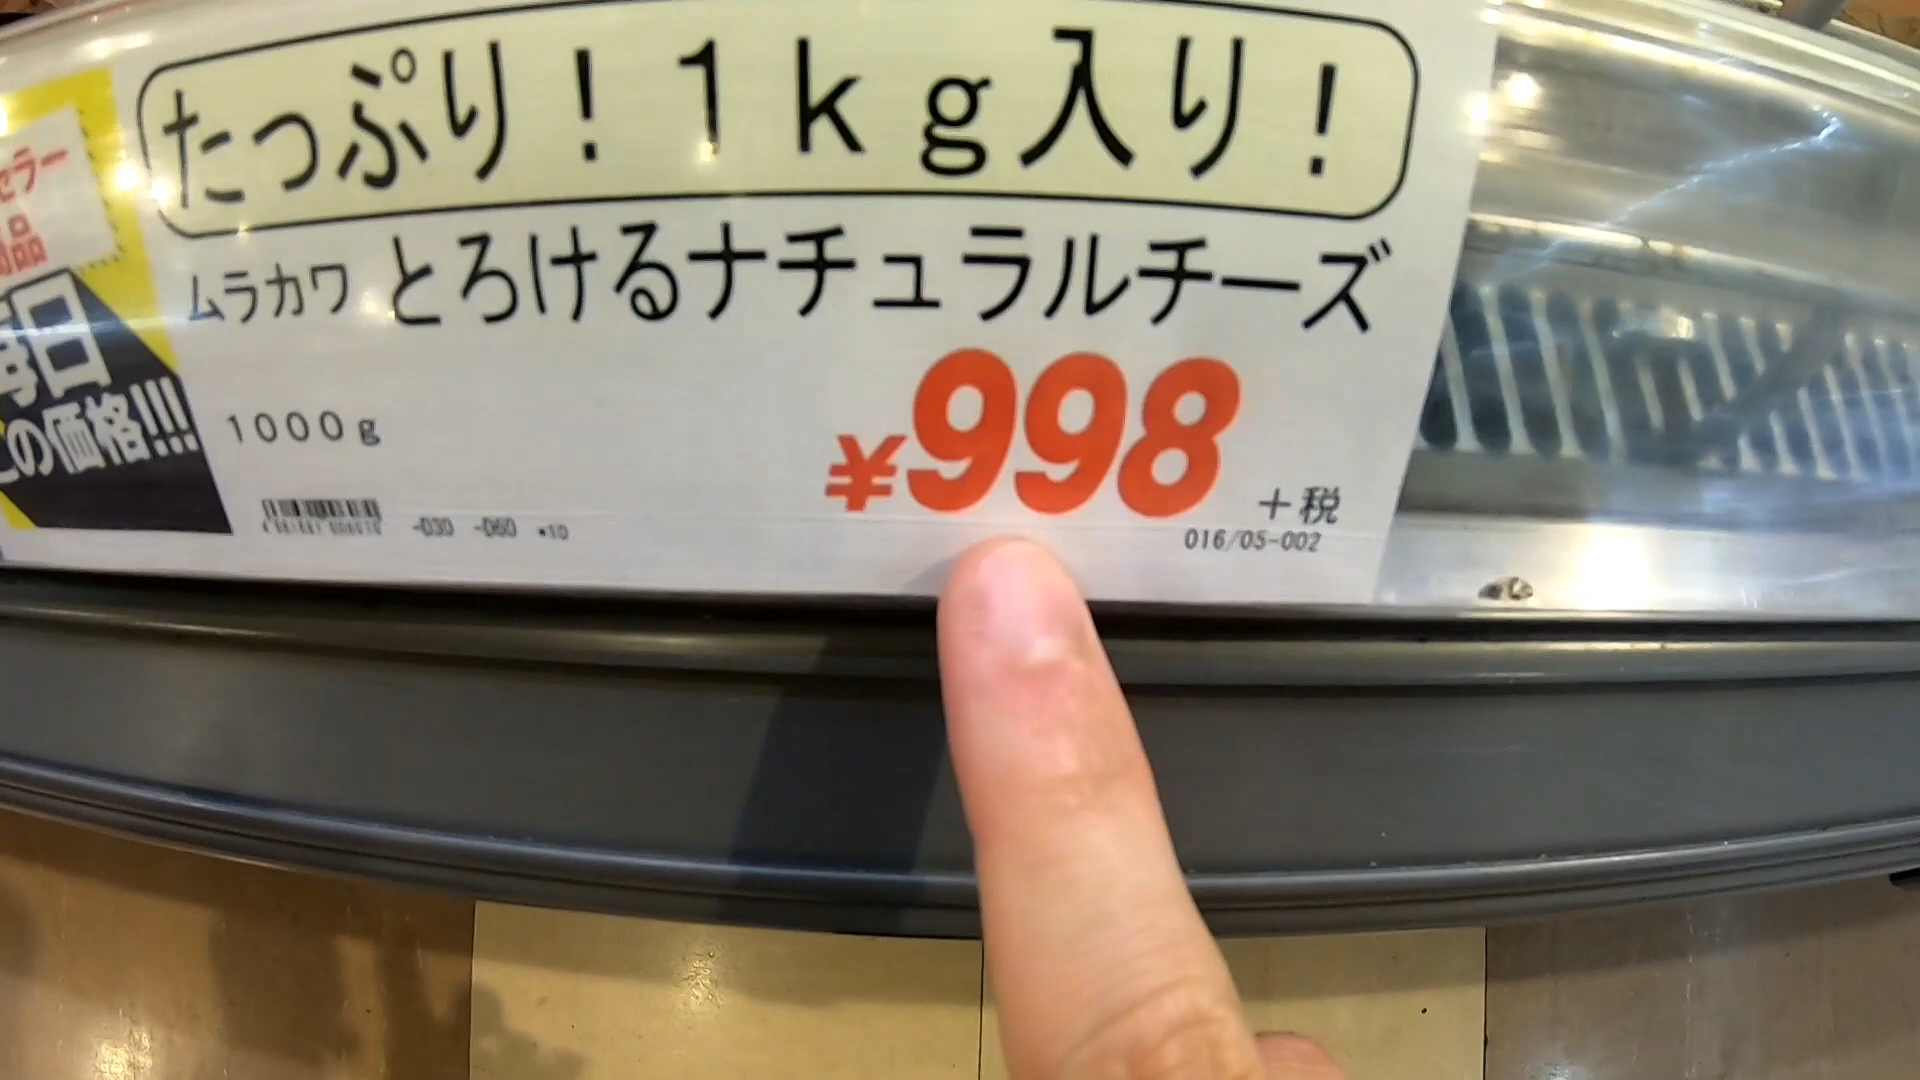 たっぷり！１ｋｇ入り！
ムラカワ とろけるナチュラルチーズ
毎日
の価格!!!
1000g
¥998
+税
-030 -060 *10
016/05-002